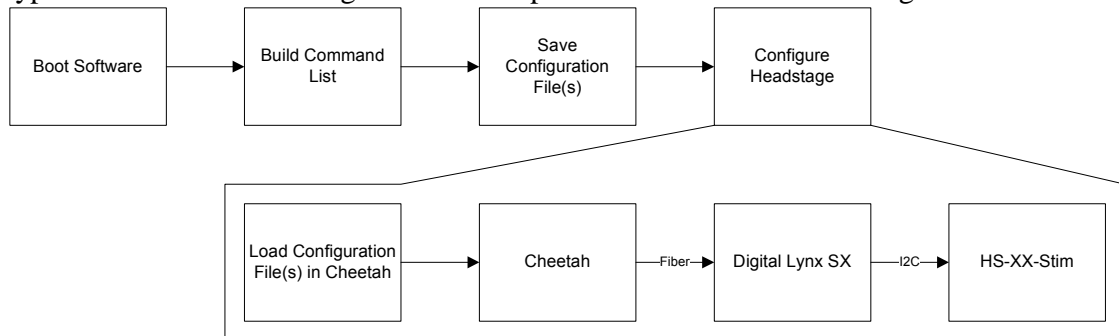 Boot Software
Build Command
List
Save
Configuration
File(s)
Configure
Headstage
Load Configuration
File(s) in Cheetah
Cheetah
Fiber
Digital Lynx SX
I2C
HS-XX-Stim